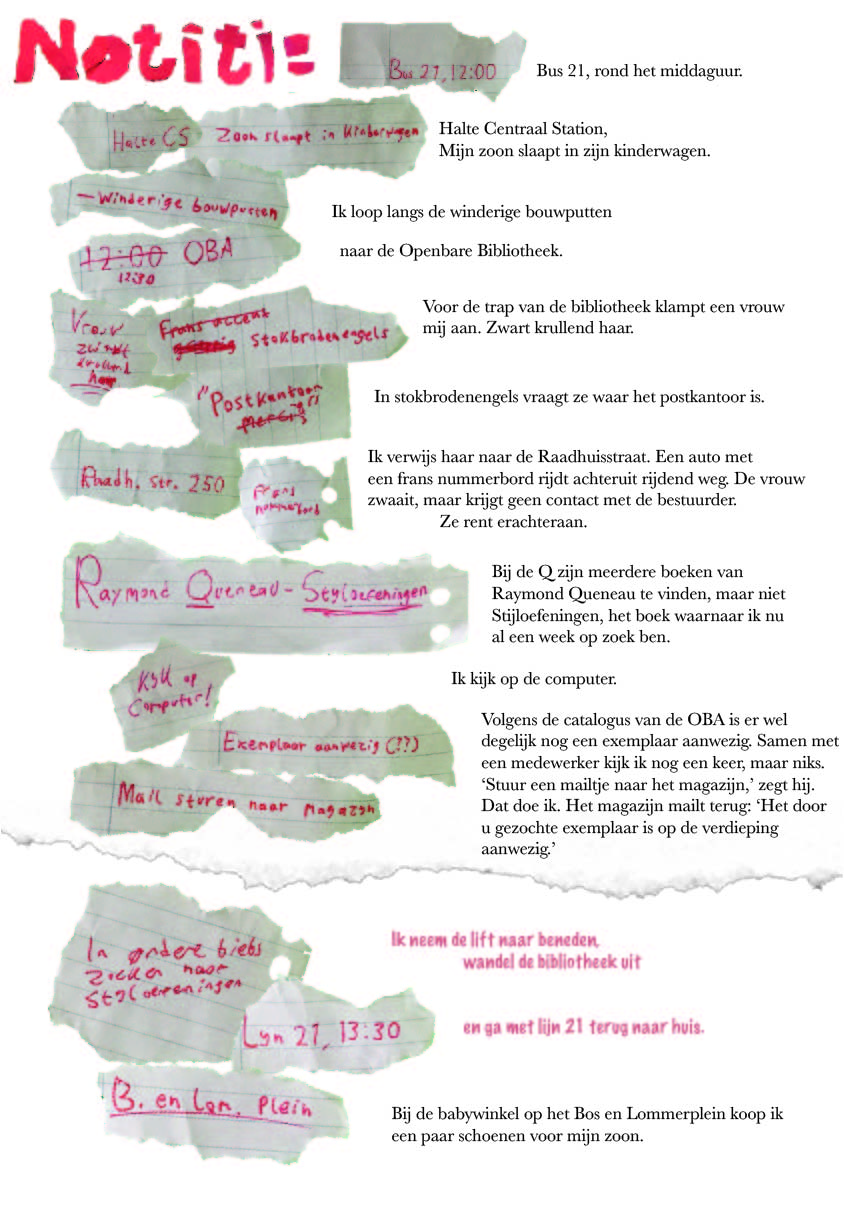 Notitie
Bus 21, 12:00
Bus 21, rond het middaguur.
Halte CS Zoon slaapt in kinderwagen
Halte Centraal Station,
Mijn zoon slaapt in zijn kinderwagen.
- Winderige bouwputten
Ik loop langs de winderige bouwputten
12:00 OBA
12:30
naar de Openbare Bibliotheek.
Vrouw
zwart
krullend
haar
Frans accent
stokbrodenengels
Voor de trap van de bibliotheek klampt een vrouw
mij aan. Zwart krullend haar.
"Postkantoor
Merci"
In stokbrodenengels vraagt ze waar het postkantoor is.
Rhadh. str. 250
Frans
nummerbord
Ik verwijs haar naar de Raadhuisstraat. Een auto met
een frans nummerbord rijdt achteruit rijdend weg. De vrouw
zwaait, maar krijgt geen contact met de bestuurder.
Ze rent erachteraan.
Raymond Queneau - Stijloefeningen
Bij de Q zijn meerdere boeken van
Raymond Queneau te vinden, maar niet
Stijloefeningen, het boek waarnaar ik nu
al een week op zoek ben.
Kijk op
Computer!
Ik kijk op de computer.
Exemplaar aanwezig (??)
Mail sturen naar magazijn
Volgens de catalogus van de OBA is er wel
degelijk nog een exemplaar aanwezig. Samen met
een medewerker kijk ik nog een keer, maar niks.
‘Stuur een mailtje naar het magazijn,’ zegt hij.
Dat doe ik. Het magazijn mailt terug: ‘Het door
u gezochte exemplaar is op de verdieping
aanwezig.’
In andere biebs
zoeken naar
Stijloefeningen
Ik neem de lift naar beneden,
wandel de bibliotheek uit
Lijn 21, 13:30
en ga met lijn 21 terug naar huis.
B. en Lom. Plein
Bij de babywinkel op het Bos en Lommerplein koop ik
een paar schoenen voor mijn zoon.